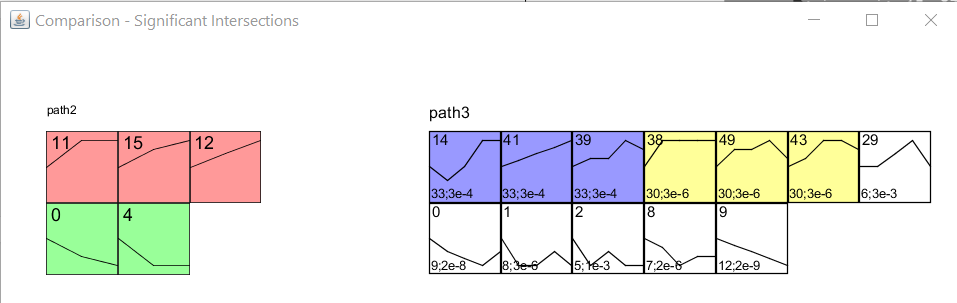 Comparison - Significant Intersections
path2
11 15 12
0 4
path3
14 41 39 38 49 43 29
33;3e-4 33;3e-4 33;3e-4 30;3e-6 30;3e-6 30;3e-6 6;3e-3
0 1 2 8 9
9;2e-8 8;3e-6 5;1e-3 7;2e-6 12;2e-9